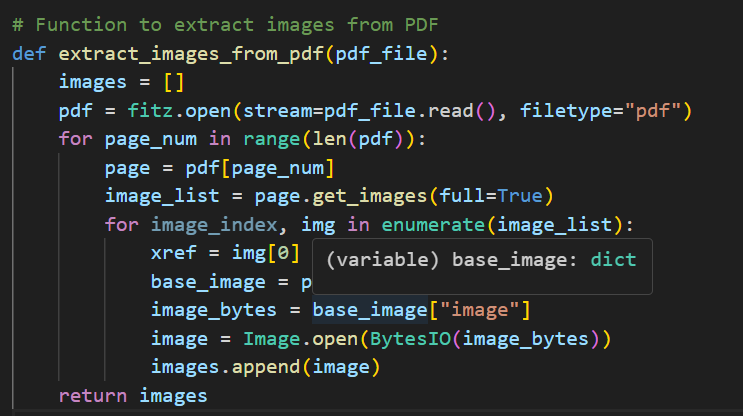 # Function to extract images from PDF
def extract_images_from_pdf(pdf_file):
    images = []
    pdf = fitz.open(stream=pdf_file.read(), filetype="pdf")
    for page_num in range(len(pdf)):
        page = pdf[page_num]
        image_list = page.get_images(full=True)
        for image_index, img in enumerate(image_list):
            xref = img[0]
(variable) base_image: dict
            base_image = p
            image_bytes = base_image["image"]
            image = Image.open(BytesIO(image_bytes))
            images.append(image)
    return images